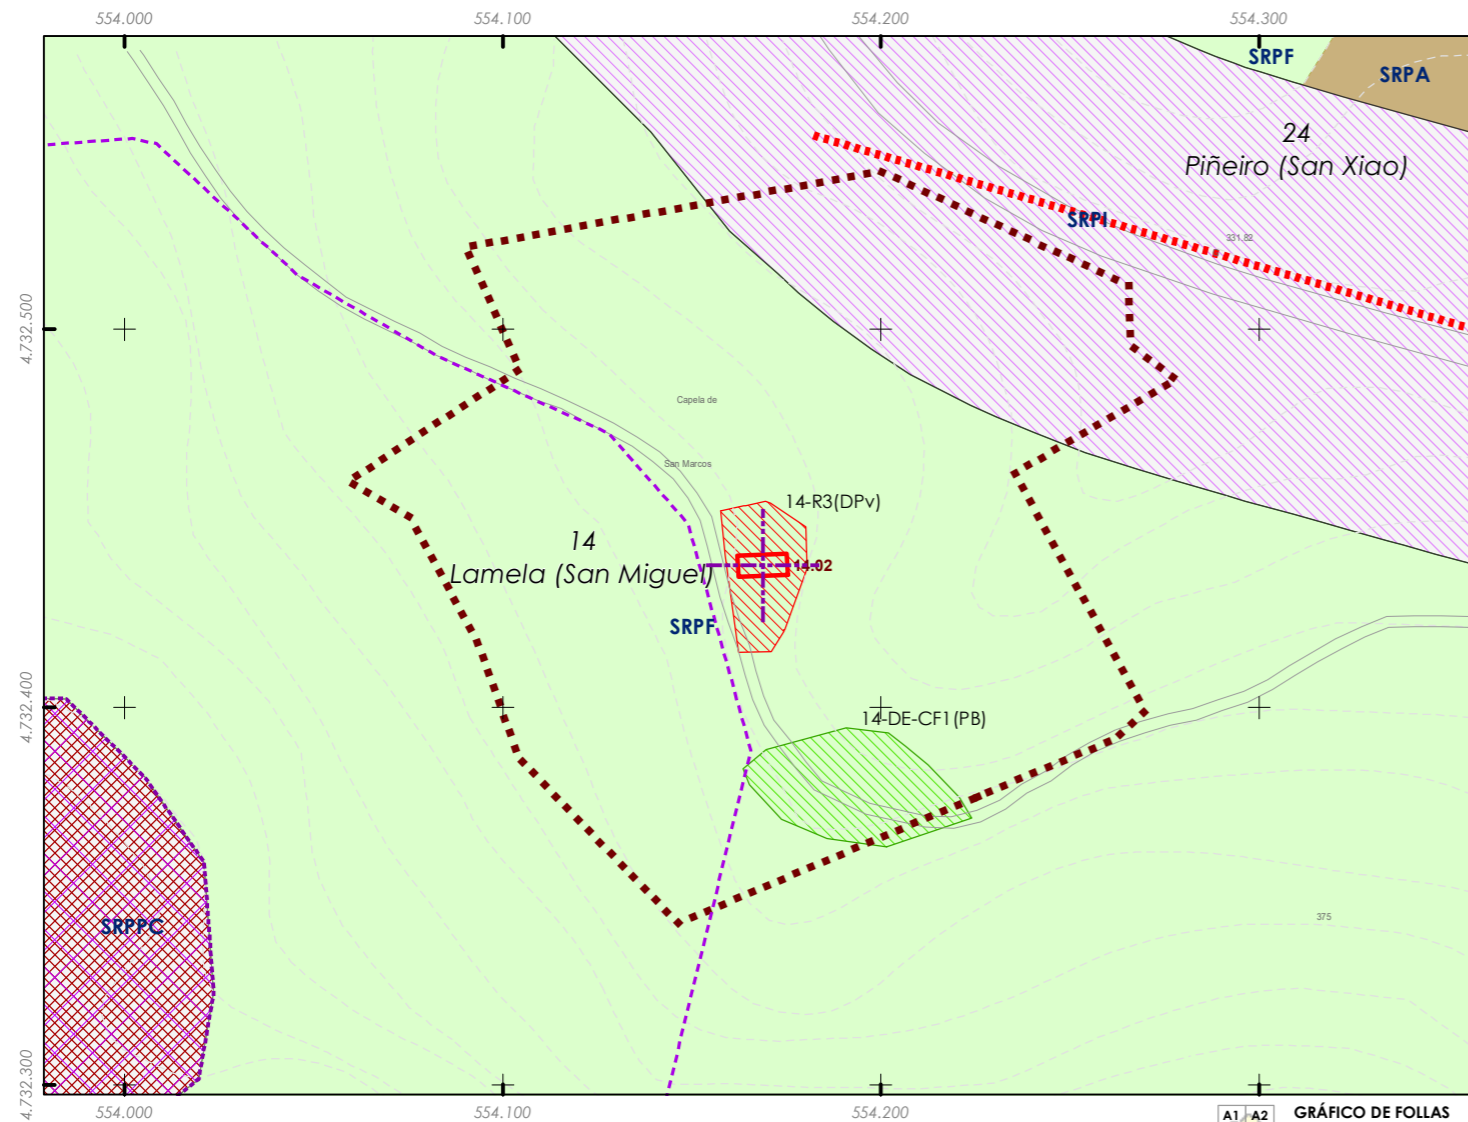 554.000
554.100
554.200
554.300
SRPF
SRPA
24
Piñeiro (San Xiao)
SRPI
331.82
4.732.500
Capela de
San Marcos
14-R3(DPv)
14
Lamela (San Miguel)
14.02
SRPF
4.732.400
14-DE-CF1(PB)
375
SRPPC
4.732.300
554.000
554.100
554.200
A1 A2
GRÁFICO DE FOLLAS